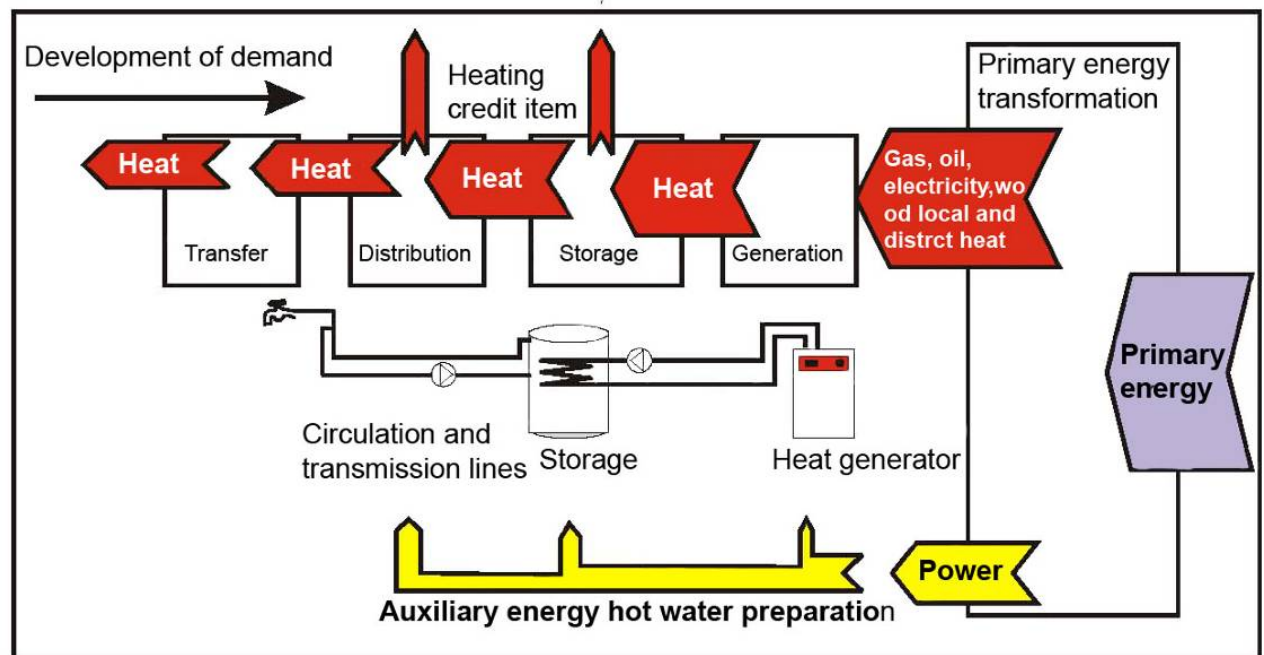 Development of demand
Heating
credit item
Primary energy
transformation
Heat
Heat
Heat
Heat
Gas, oil,
electricity,wo
od local and
distrct heat
Transfer
Distribution
Storage
Generation
Primary
energy
Circulation and
transmission lines
Storage
Heat generator
Power
Auxiliary energy hot water preparation